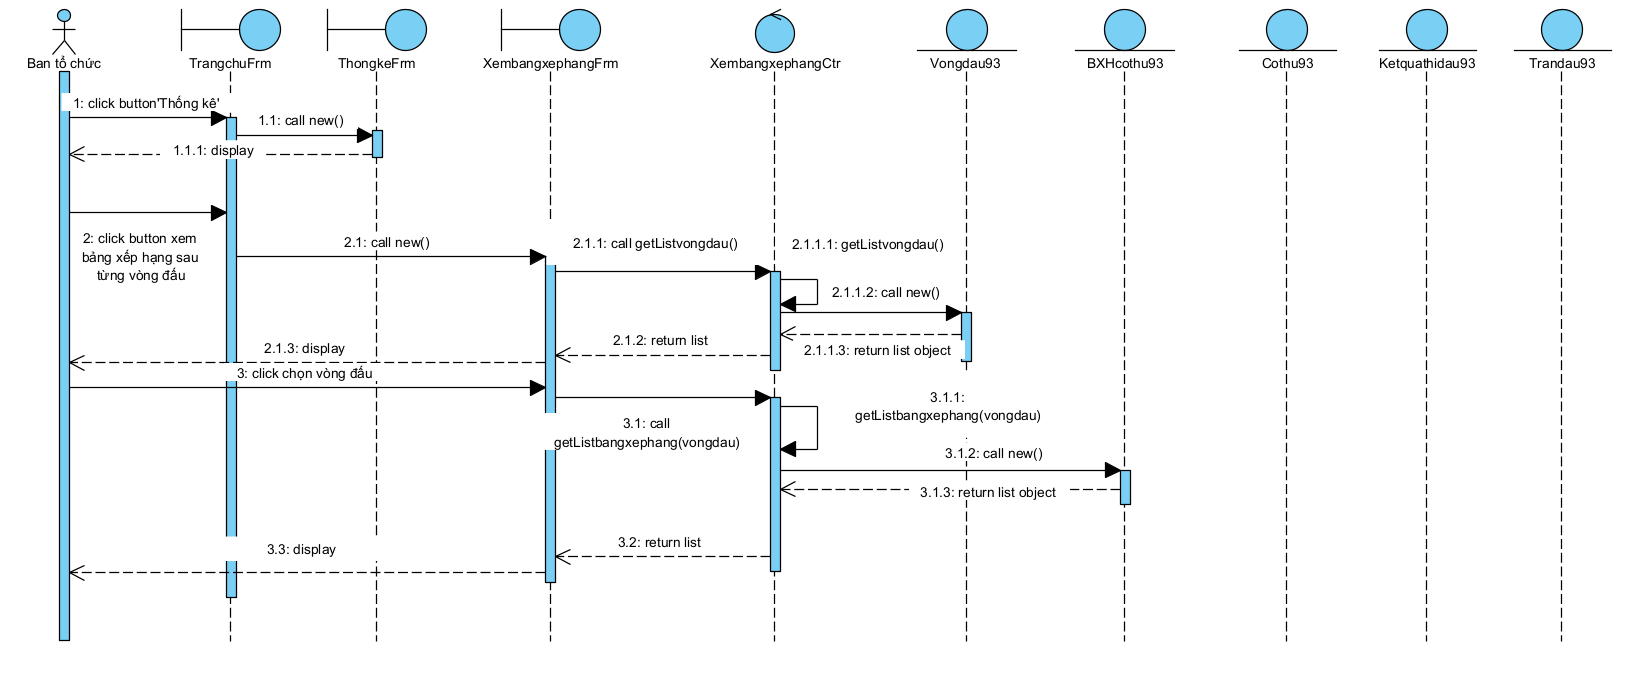 Ban tổ chức
TrangchuFrm
ThongkeFrm
XembangxephangFrm
XembangxephangCtr
Vongdau93
BXHcothu93
Cothu93
Ketquathidau93
Trandau93
1: click button'Thống kê'
1.1: call new()
1.1.1: display
2: click button xem
bảng xếp hạng sau
từng vòng đấu
2.1: call new()
2.1.1: call getListvongdau()
2.1.1.1: getListvongdau()
2.1.1.2: call new()
2.1.1.3: return list object
2.1.2: return list
2.1.3: display
3: click chọn vòng đấu
3.1: call
getListbangxephang(vongdau)
3.1.1:
getListbangxephang(vongdau)
3.1.2: call new()
3.1.3: return list object
3.2: return list
3.3: display